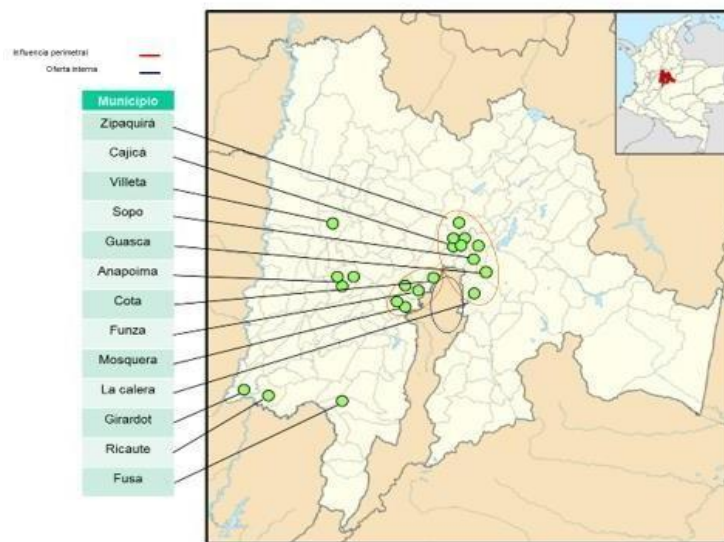 Influencia perimetral
Oferta interna
Municipio
Zipaquirá
Cajicá
Villeta
Sopo
Guasca
Anapoima
Cota
Funza
Mosquera
La calera
Girardot
Ricaute
Fusa